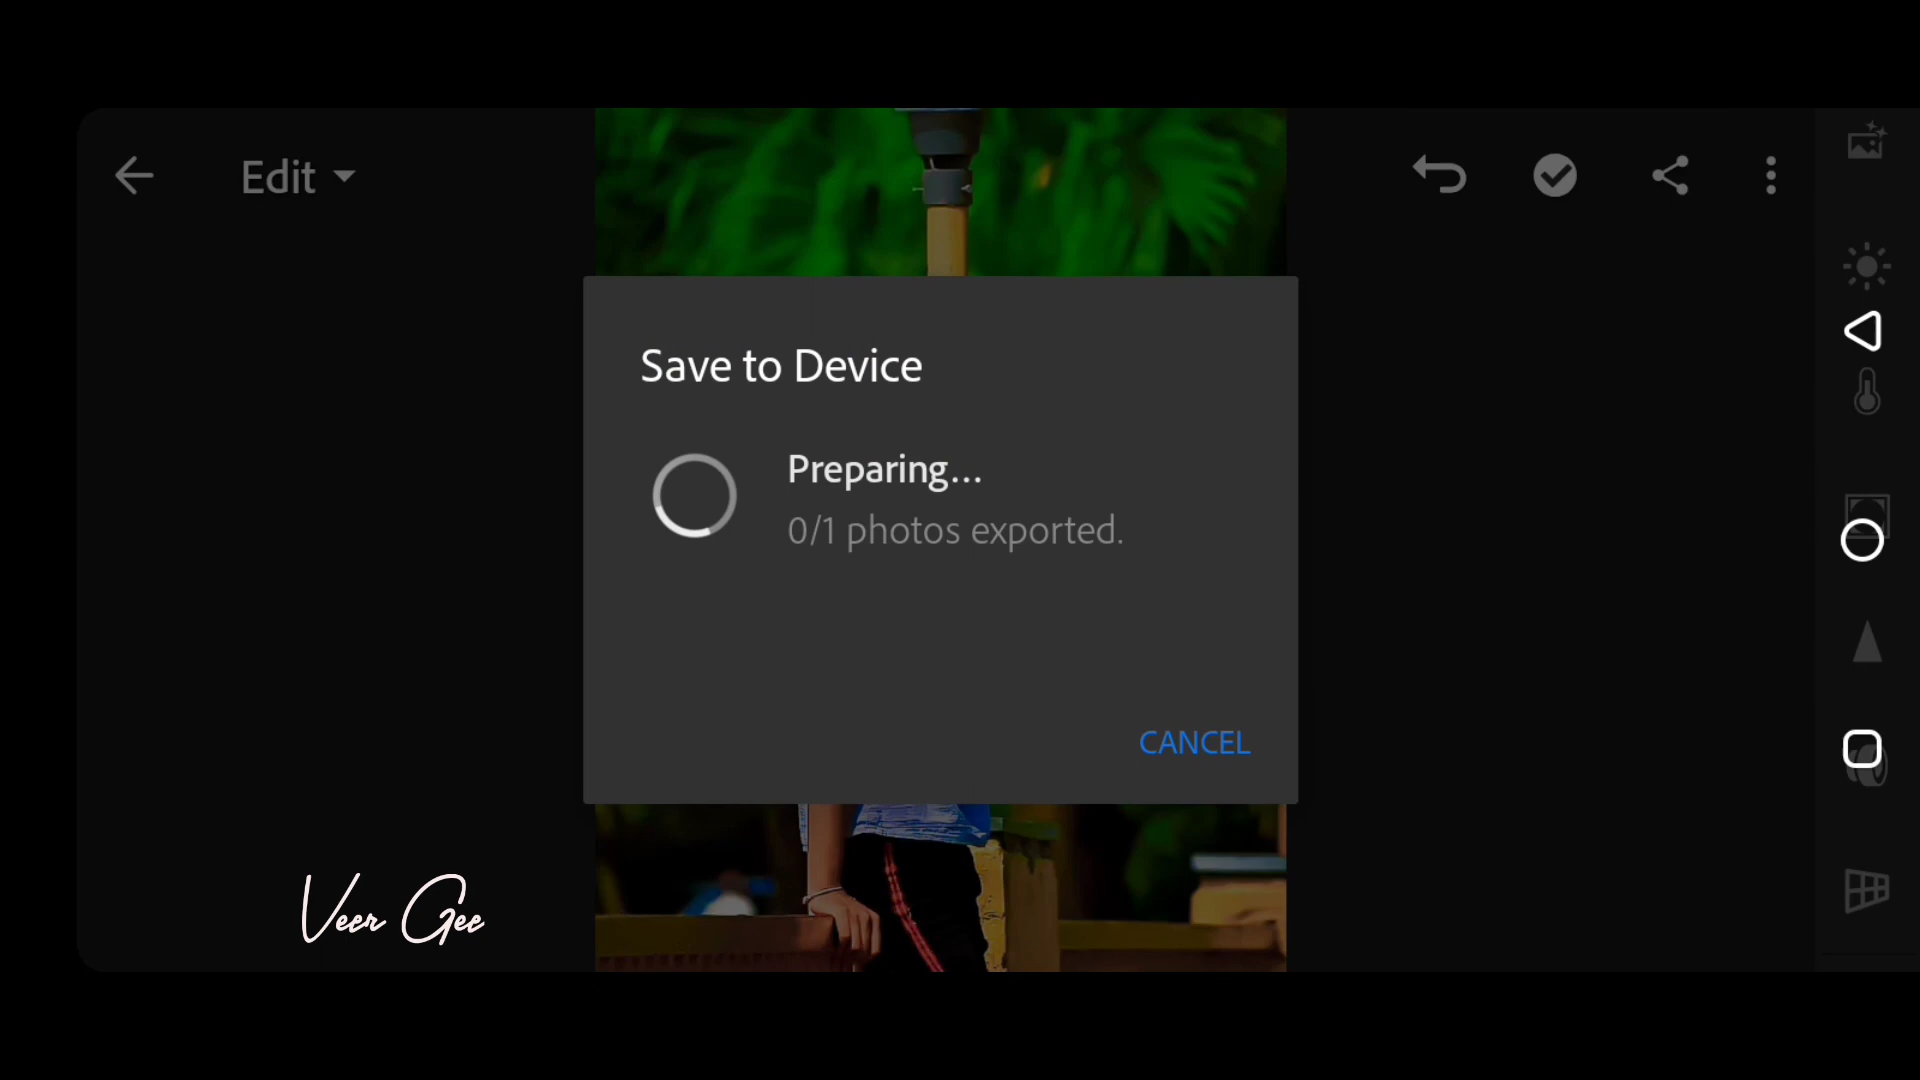 Edit
Save to Device
Preparing...
0/1 photos exported.
CANCEL
Veer Gee